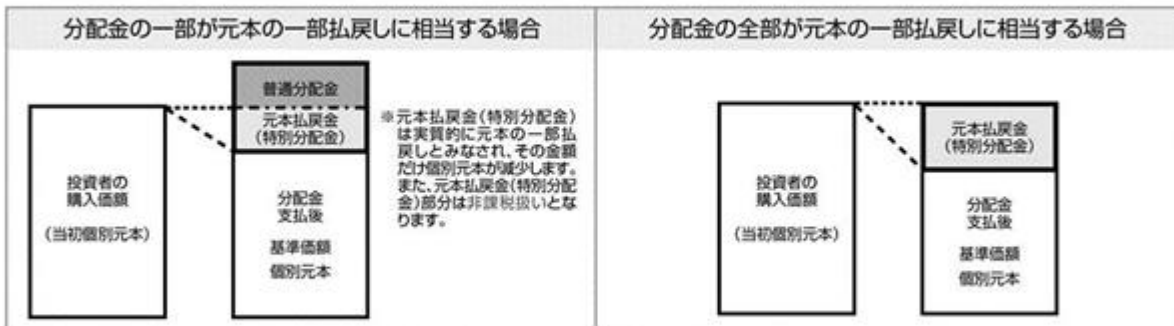 分配金の一部が元本の一部払戻しに相当する場合
普通分配金
元本払戻金
(特別分配金)
投資者の
購入価額
(当初個別元本)
分配金
支払後
基準価額
個別元本
※元本払戻金(特別分配金)
は実質的に元本の一部払
戻しとみなされ、その金額
だけ個別元本が減少します。
また、元本払戻金(特別分配
金)部分は非課税扱いとな
ります。
分配金の全部が元本の一部払戻しに相当する場合
元本払戻金
(特別分配金)
投資者の
購入価額
(当初個別元本)
分配金
支払後
基準価額
個別元本